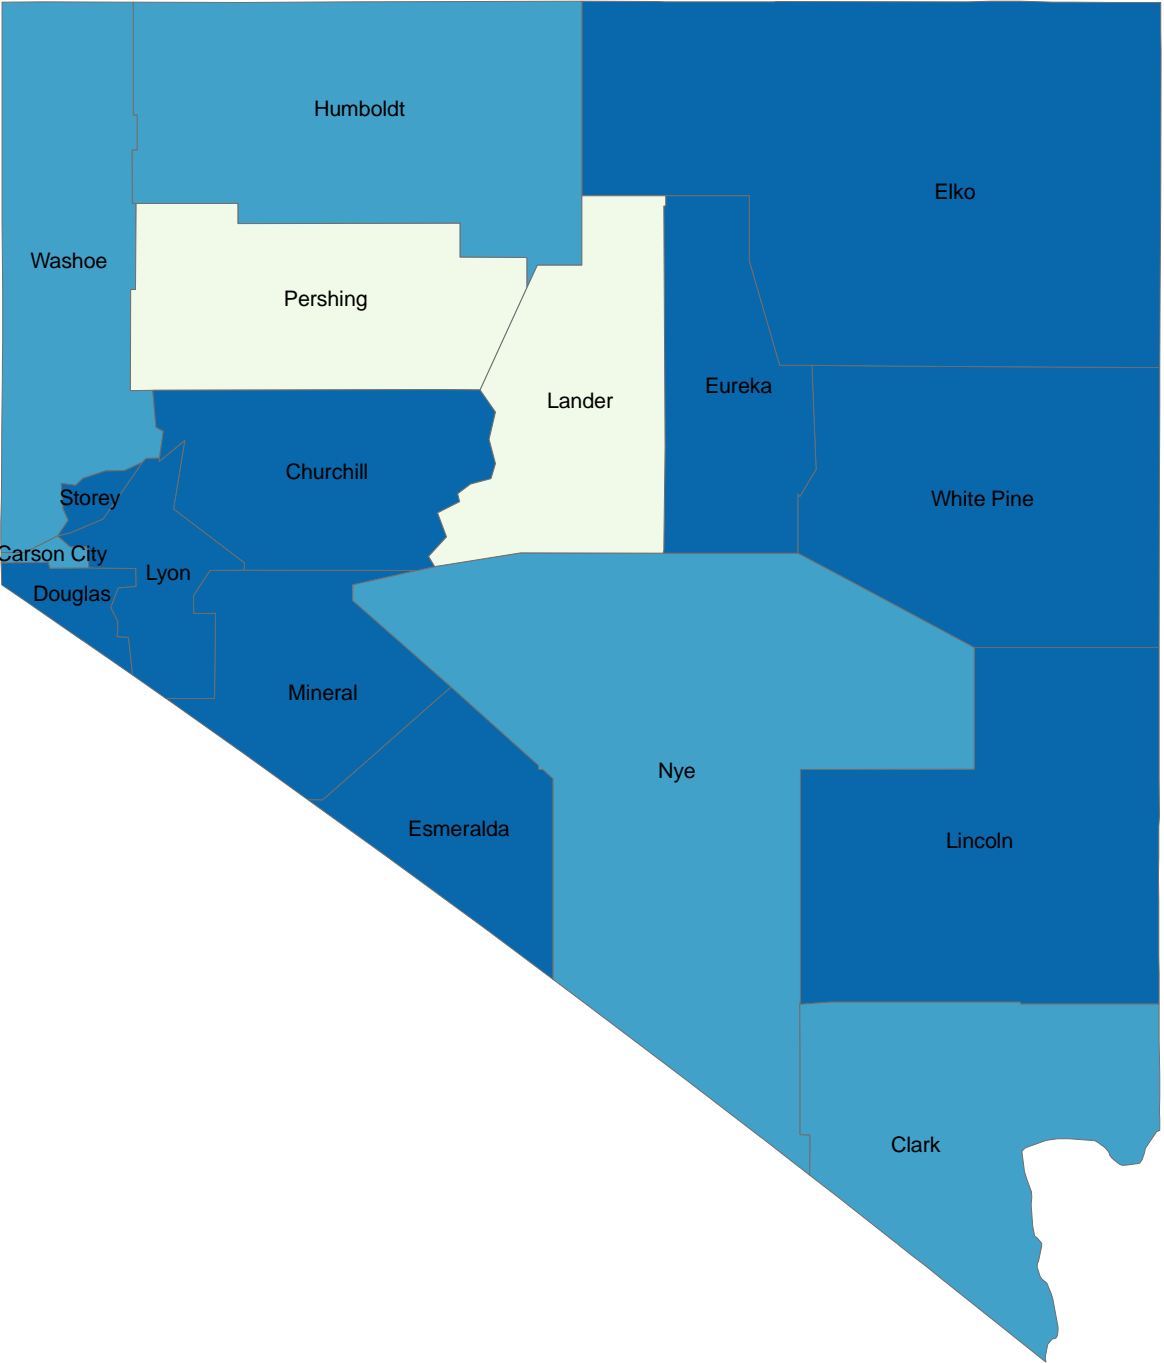 Humboldt
Elko
Washoe
Pershing
Eureka
Lander
Churchill
Storey
White Pine
Carson City
Lyon
Douglas
Mineral
Nye
Esmeralda
Lincoln
Clark